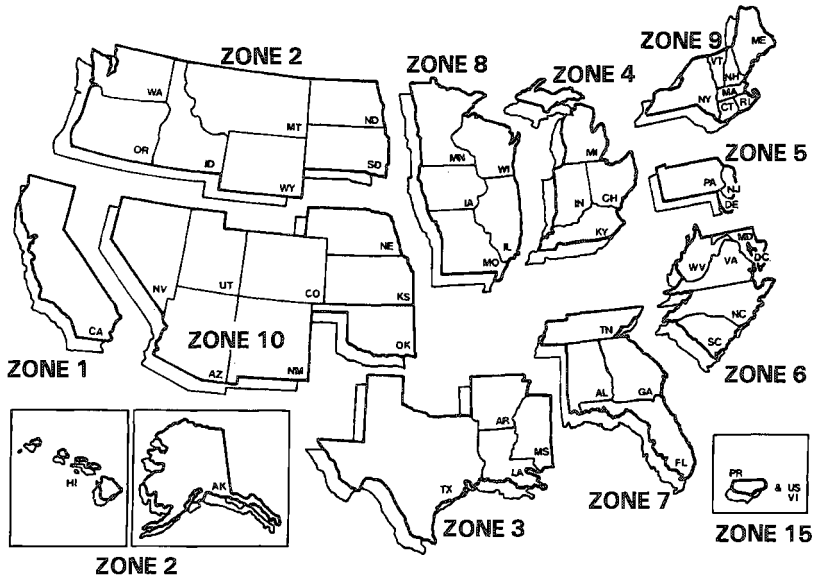 ZONE 2
WA
OR
ID
MT
WY
ND
SD
ZONE 8
MN
WI
IA
IL
MO
ZONE 4
MI
IN
OH
KY
ZONE 9
ME
VT
NH
NY
MA
CT
RI
ZONE 5
PA
NJ
DE
CA
ZONE 1
NV
UT
CO
AZ
NM
ZONE 10
NE
KS
OK
MD
DC
WV
VA
NC
SC
ZONE 6
TN
AL
GA
FL
ZONE 7
AR
MS
LA
TX
ZONE 3
HI
AK
ZONE 2
PR
& US
VI
ZONE 15